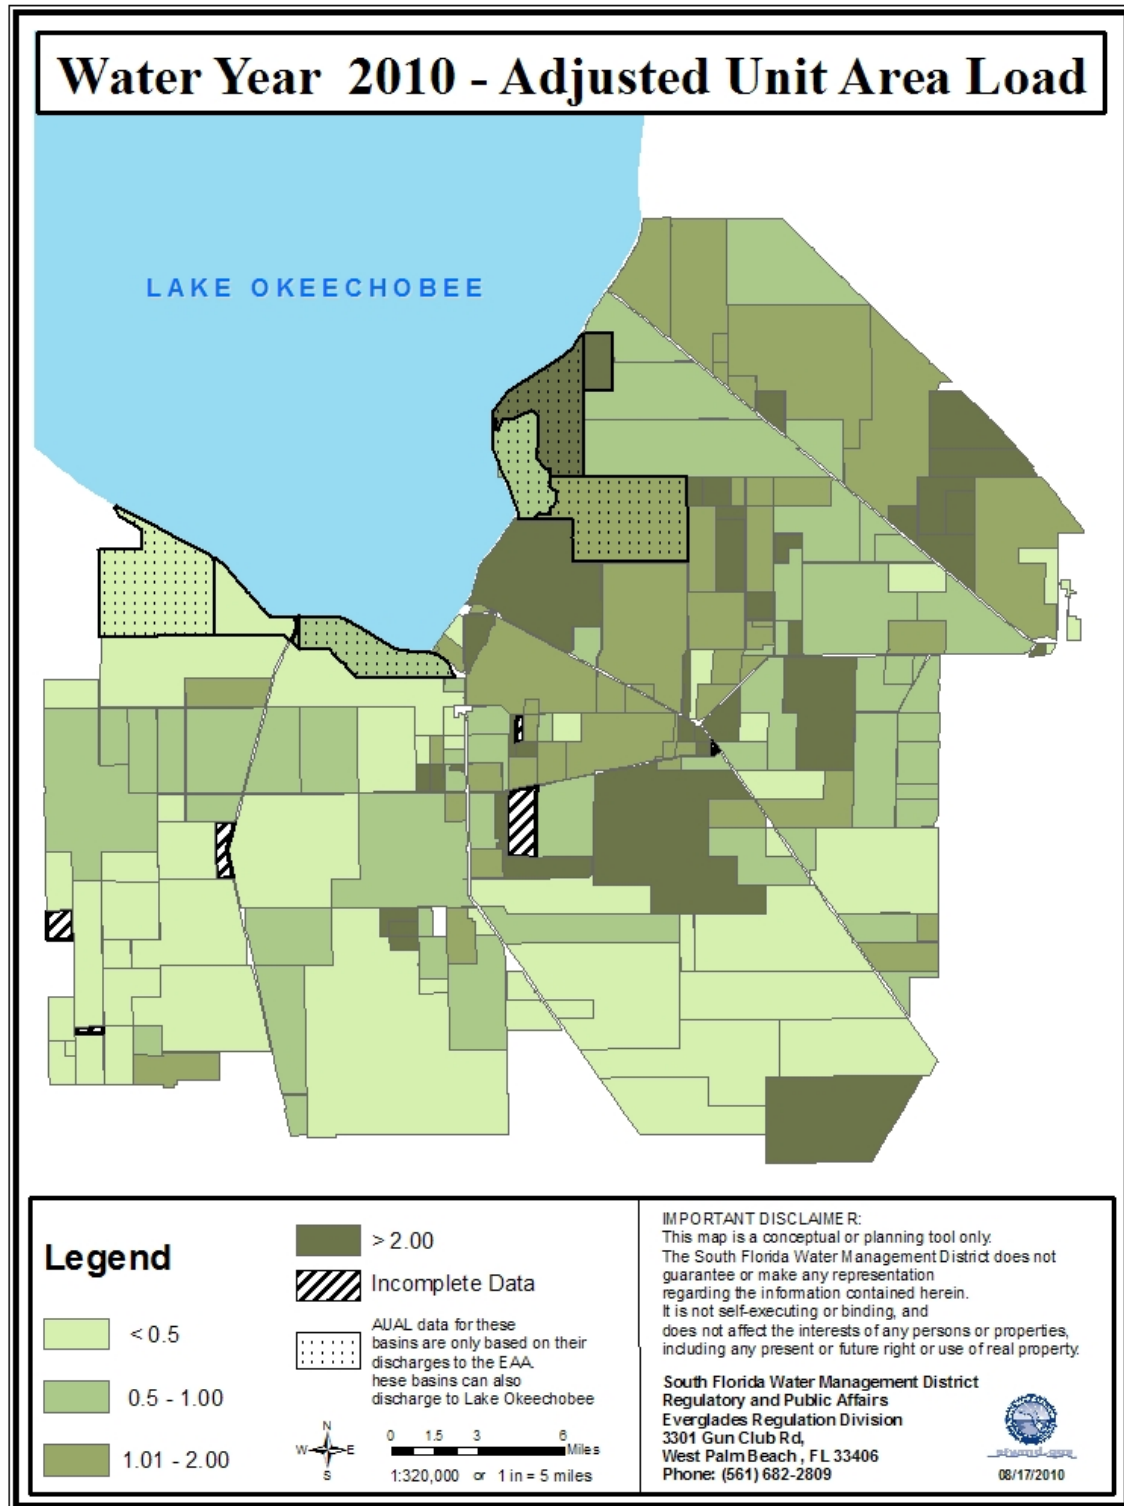 Water Year 2010 - Adjusted Unit Area Load
LAKE OKEECHOBEE
Legend
< 0.5
0.5 - 1.00
1.01 - 2.00
> 2.00
Incomplete Data
AUAL data for these
basins are only based on their
discharges to the EAA.
hese basins can also
discharge to Lake Okeechobee
N
W
E
S
0 1.5 3 6
Miles
1:320,000 or 1 in = 5 miles
IMPORTANT DISCLAIMER:
This map is a conceptual or planning tool only.
The South Florida Water Management District does not
guarantee or make any representation
regarding the information contained herein.
It is not self-executing or binding, and
does not affect the interests of any persons or properties,
including any present or future right or use of real property.
South Florida Water Management District
Regulatory and Public Affairs
Everglades Regulation Division
3301 Gun Club Rd,
West Palm Beach , FL 33406
Phone: (561) 682-2809
sfwmd.gov
08/17/2010